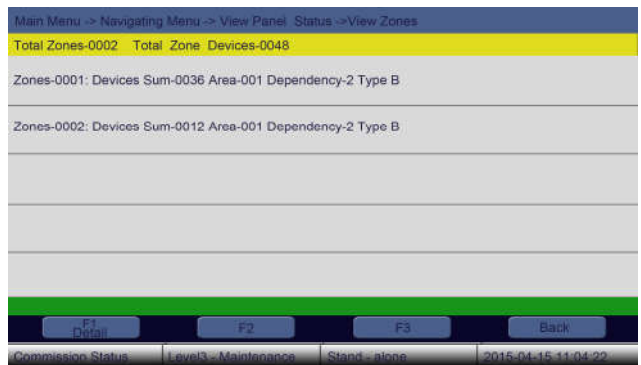 Main Menu -> Navigating Menu -> View Panel Status ->View Zones
Total Zones-0002 Total Zone Devices-0048
Zones-0001: Devices Sum-0036 Area-001 Dependency-2 Type B
Zones-0002: Devices Sum-0012 Area-001 Dependency-2 Type B
F1
Detail
F2
F3
Back
Commission Status
Level3 - Maintenance
Stand - alone
2015-04-15 11:04:22